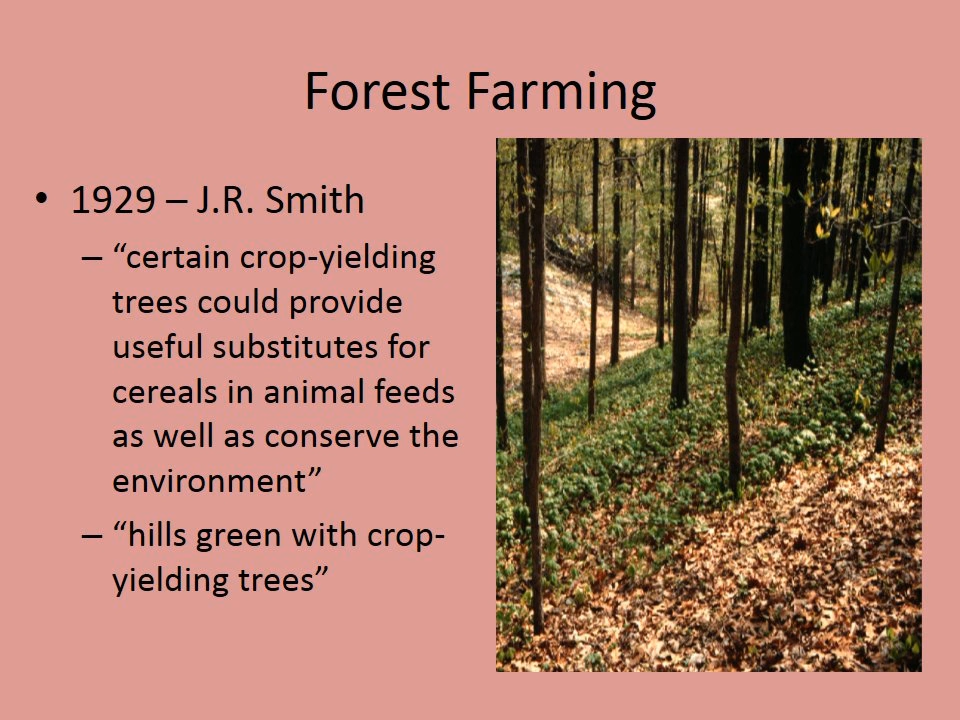 Forest Farming
• 1929 – J.R. Smith
– “certain crop-yielding
trees could provide
useful substitutes for
cereals in animal feeds
as well as conserve the
environment”
– “hills green with crop-
yielding trees”